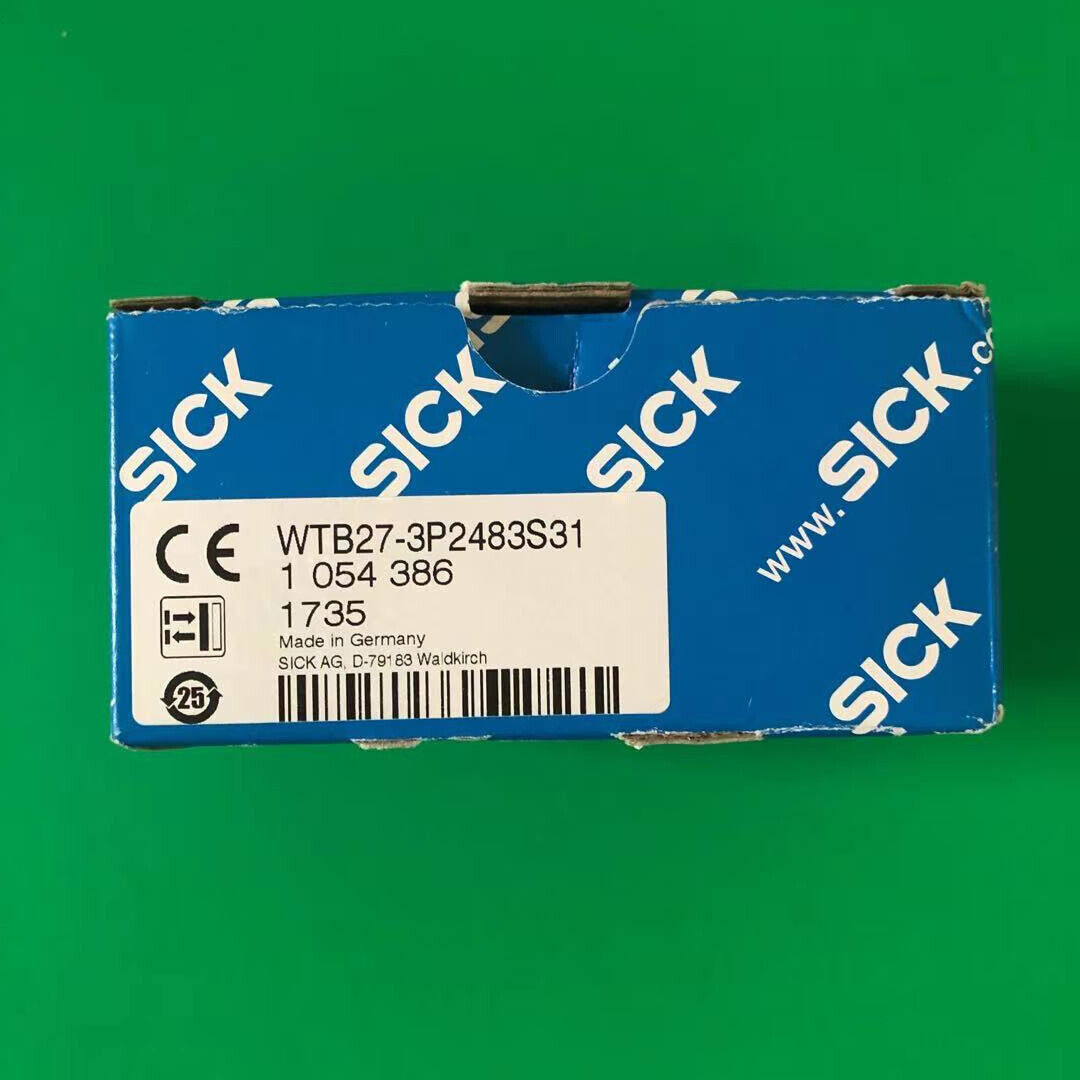 SICK
SICK
SICK
www.SICK.co
SICK
CE
WTB27-3P2483S31
1 054 386
1735
Made in Germany
SICK AG, D-79183 Waldkirch
25